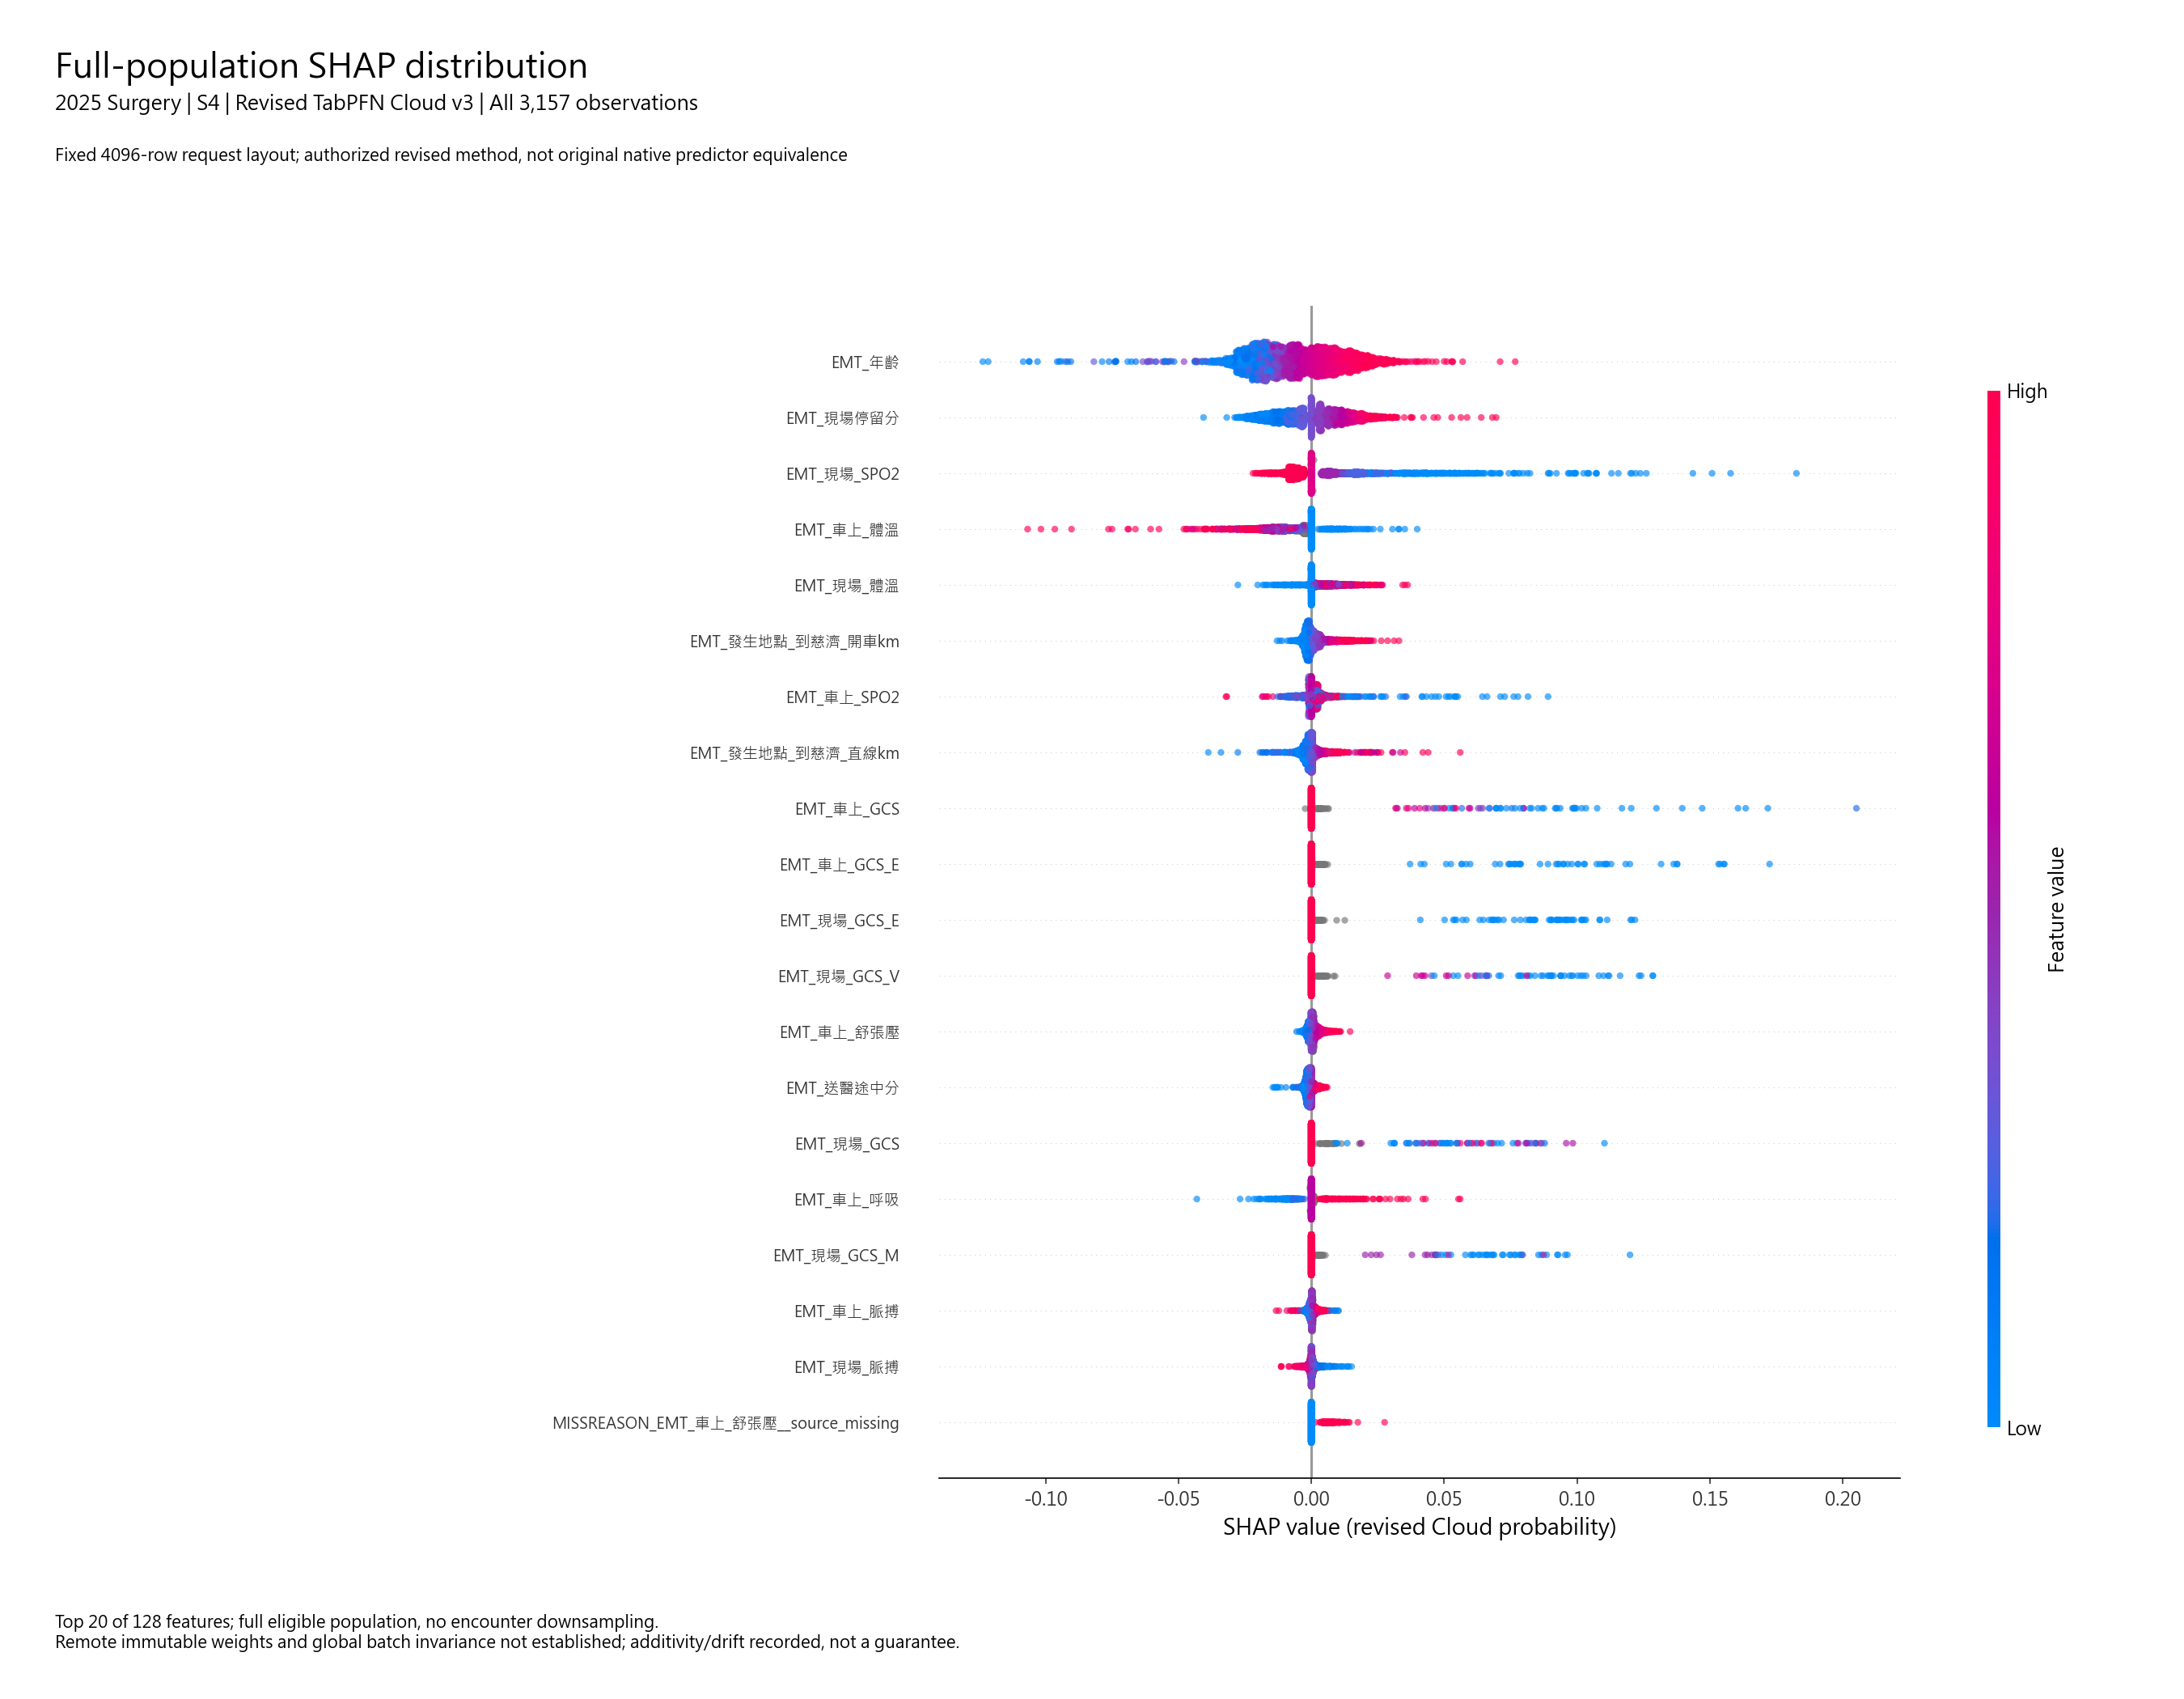 Full-population SHAP distribution
2025 Surgery | S4 | Revised TabPFN Cloud v3 | All 3,157 observations
Fixed 4096-row request layout; authorized revised method, not original native predictor equivalence
EMT_年齡
EMT_現場停留分
EMT_現場_SPO2
EMT_車上_體溫
EMT_現場_體溫
EMT_發生地點_到慈濟_開車km
EMT_車上_SPO2
EMT_發生地點_到慈濟_直線km
EMT_車上_GCS
EMT_車上_GCS_E
EMT_現場_GCS_E
EMT_現場_GCS_V
EMT_車上_舒張壓
EMT_送醫途中分
EMT_現場_GCS
EMT_車上_呼吸
EMT_現場_GCS_M
EMT_車上_脈搏
EMT_現場_脈搏
MISSREASON_EMT_車上_舒張壓__source_missing
-0.10 -0.05 0.00 0.05 0.10 0.15 0.20
SHAP value (revised Cloud probability)
High
Feature value
Low
Top 20 of 128 features; full eligible population, no encounter downsampling.
Remote immutable weights and global batch invariance not established; additivity/drift recorded, not a guarantee.